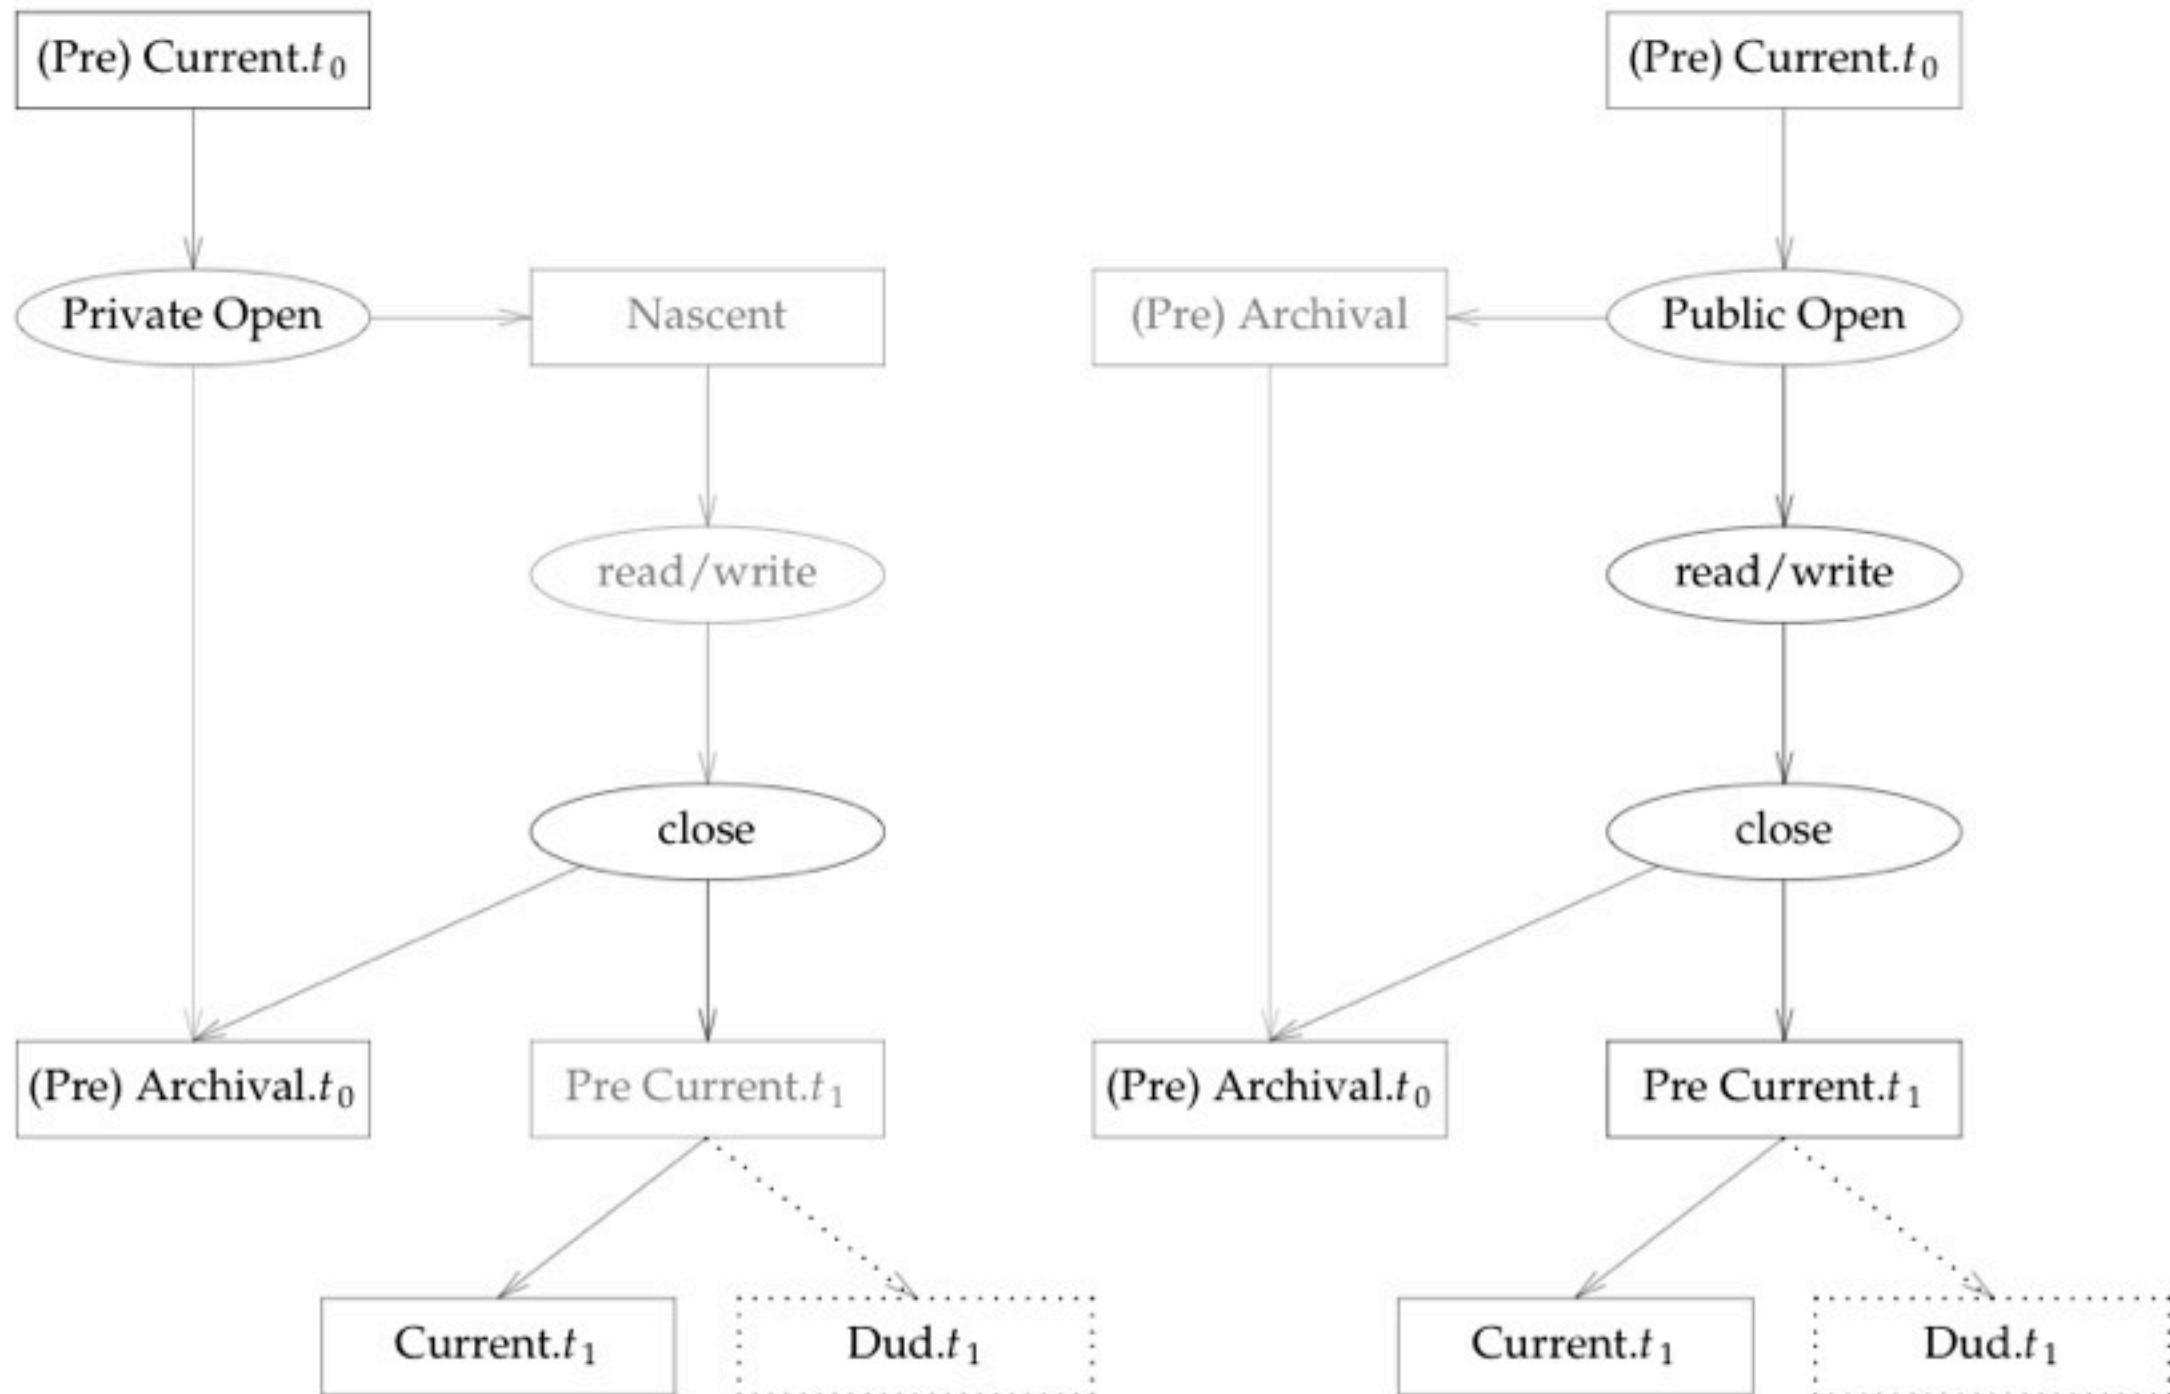 (Pre) Current.t₀
(Pre) Current.t₀
Private Open
Nascent
(Pre) Archival
Public Open
read/write
read/write
close
close
(Pre) Archival.t₀
Pre Current.t₁
(Pre) Archival.t₀
Pre Current.t₁
Current.t₁
Dud.t₁
Current.t₁
Dud.t₁